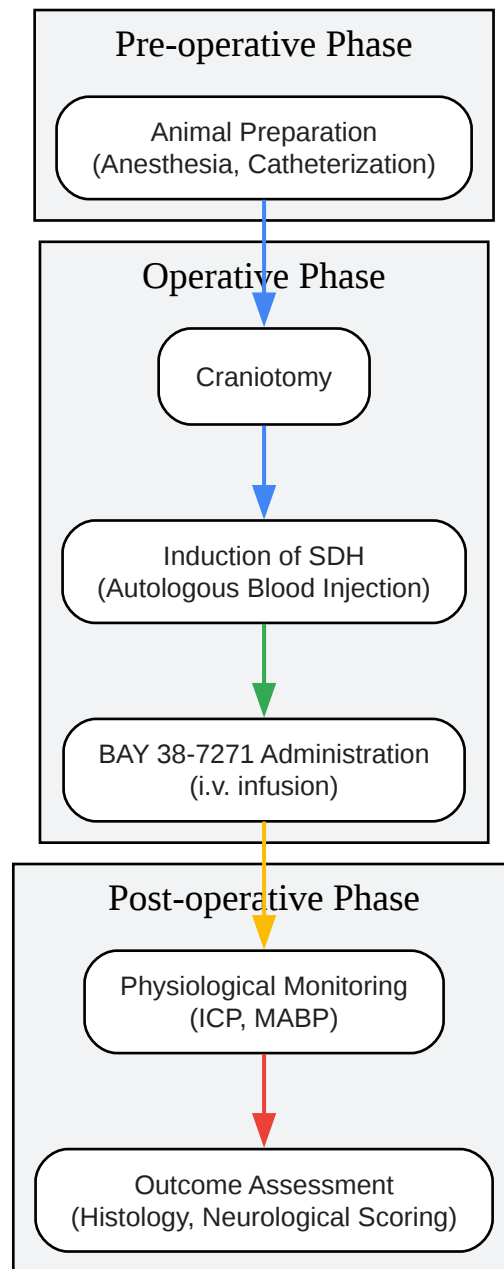 Pre-operative Phase
Animal Preparation
(Anesthesia, Catheterization)
Operative Phase
Craniotomy
Induction of SDH
(Autologous Blood Injection)
BAY 38-7271 Administration
(i.v. infusion)
Post-operative Phase
Physiological Monitoring
(ICP, MABP)
Outcome Assessment
(Histology, Neurological Scoring)